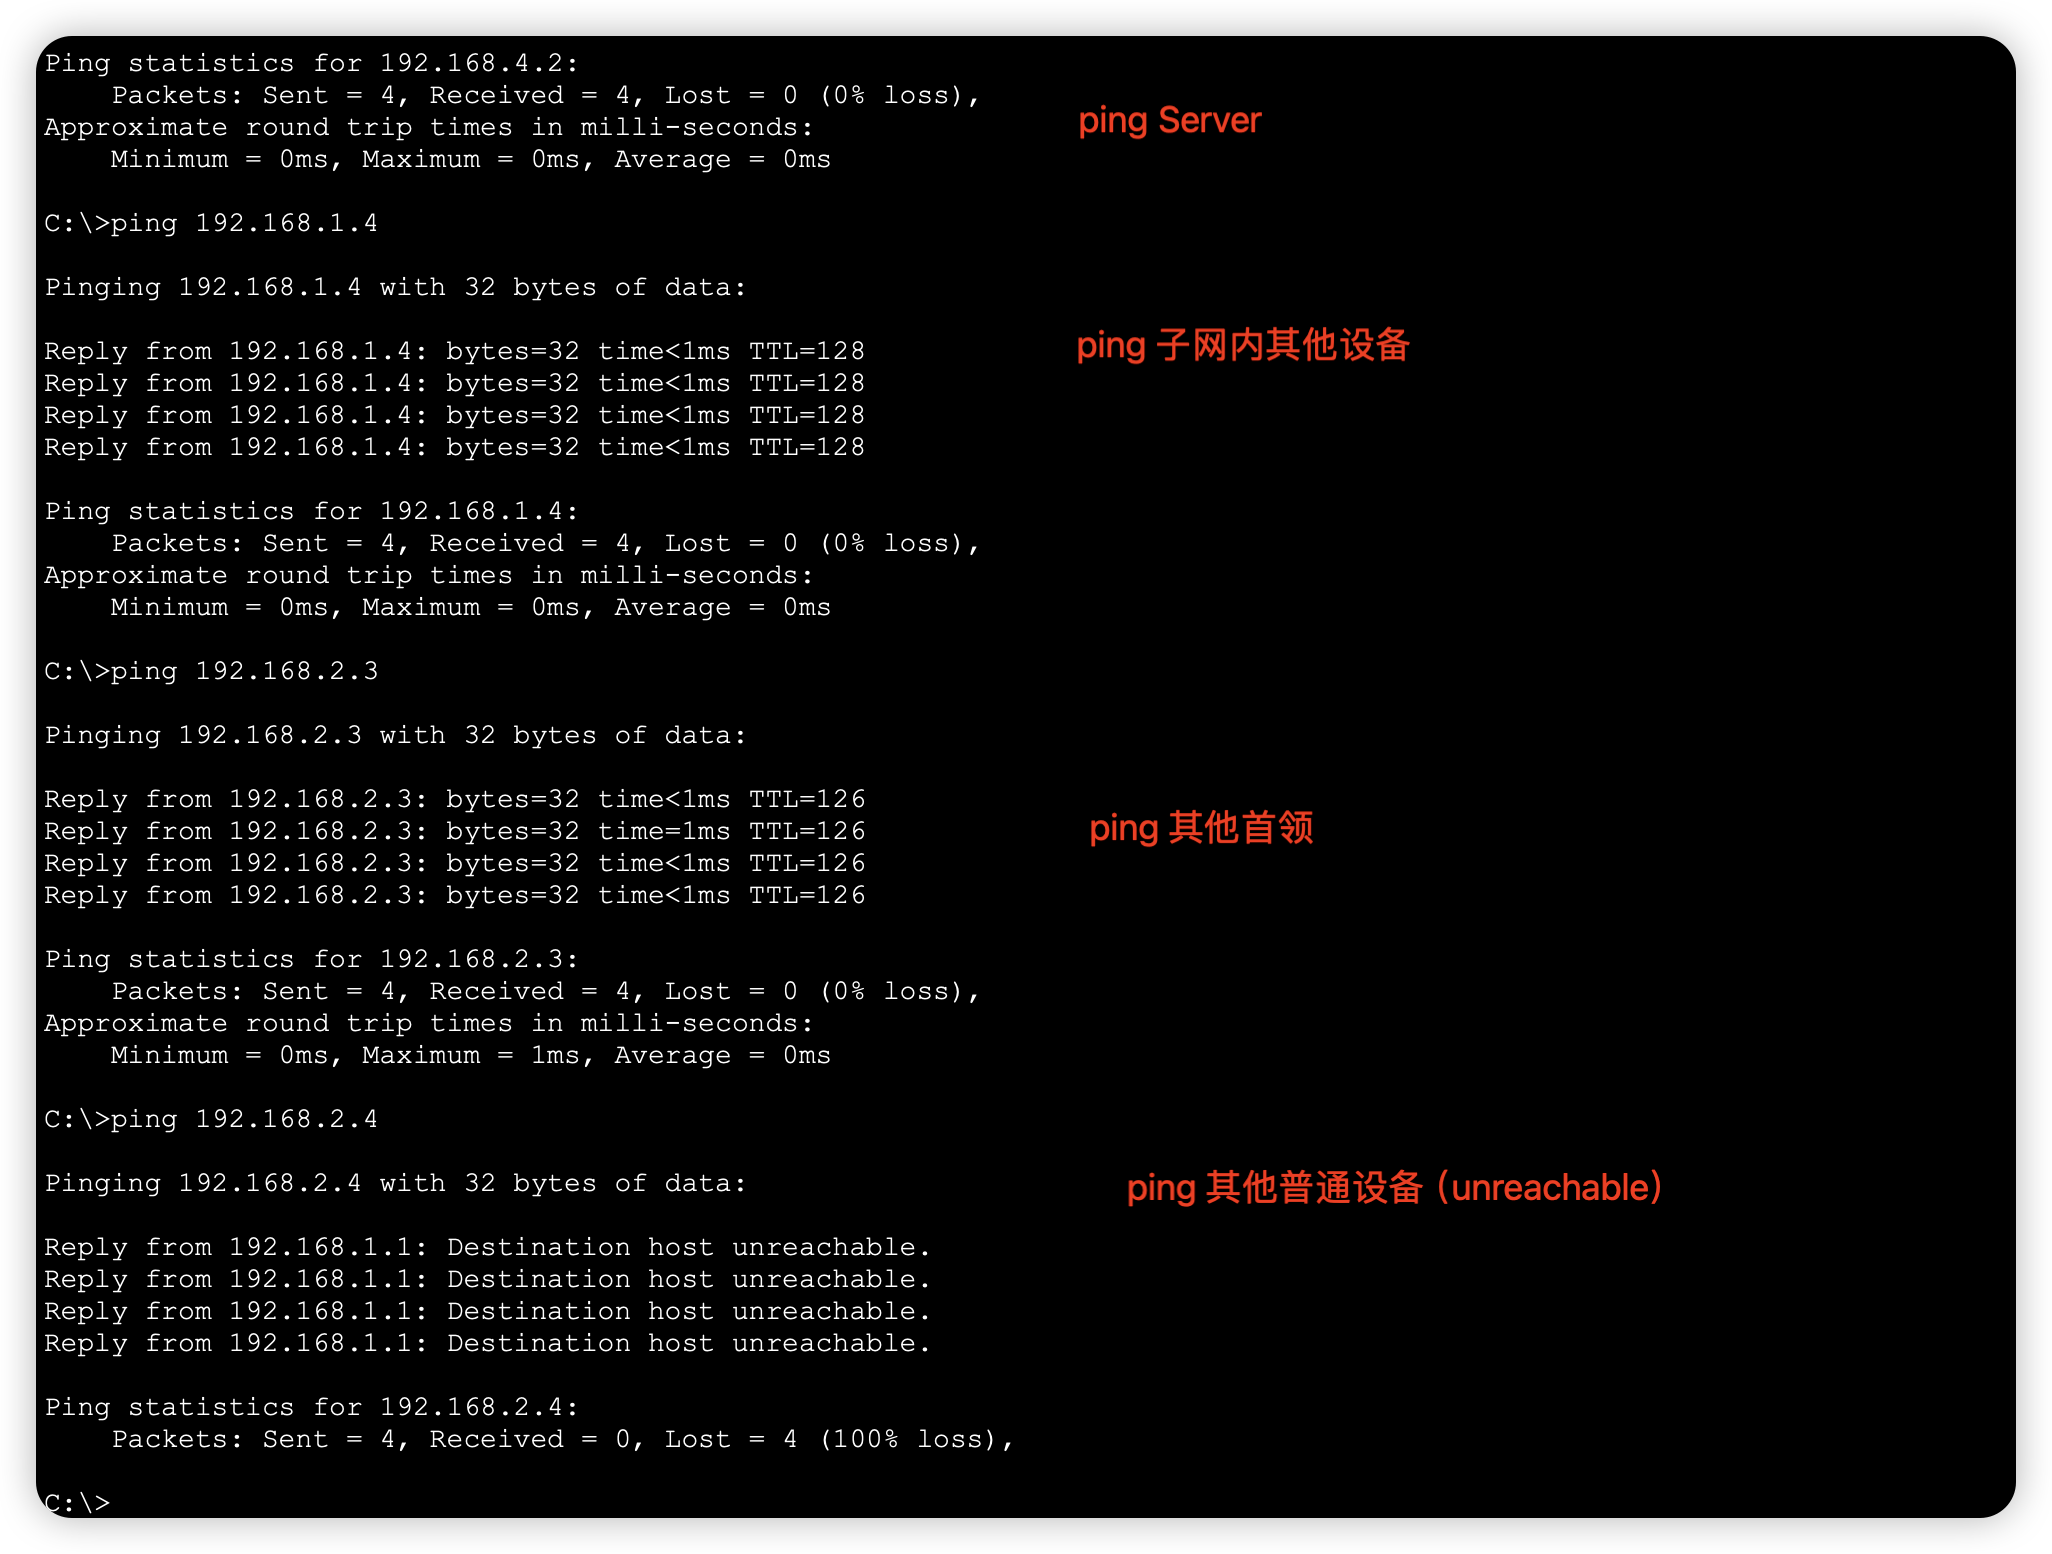 Ping statistics for 192.168.4.2:
    Packets: Sent = 4, Received = 4, Lost = 0 (0% loss),
ping Server
Approximate round trip times in milli-seconds:
    Minimum = 0ms, Maximum = 0ms, Average = 0ms
C:\>ping 192.168.1.4
Pinging 192.168.1.4 with 32 bytes of data:
ping 子网内其他设备
Reply from 192.168.1.4: bytes=32 time<1ms TTL=128
Reply from 192.168.1.4: bytes=32 time<1ms TTL=128
Reply from 192.168.1.4: bytes=32 time<1ms TTL=128
Reply from 192.168.1.4: bytes=32 time<1ms TTL=128
Ping statistics for 192.168.1.4:
    Packets: Sent = 4, Received = 4, Lost = 0 (0% loss),
Approximate round trip times in milli-seconds:
    Minimum = 0ms, Maximum = 0ms, Average = 0ms
C:\>ping 192.168.2.3
Pinging 192.168.2.3 with 32 bytes of data:
Reply from 192.168.2.3: bytes=32 time<1ms TTL=126
Reply from 192.168.2.3: bytes=32 time=1ms TTL=126
ping 其他首领
Reply from 192.168.2.3: bytes=32 time<1ms TTL=126
Reply from 192.168.2.3: bytes=32 time<1ms TTL=126
Ping statistics for 192.168.2.3:
    Packets: Sent = 4, Received = 4, Lost = 0 (0% loss),
Approximate round trip times in milli-seconds:
    Minimum = 0ms, Maximum = 1ms, Average = 0ms
C:\>ping 192.168.2.4
Pinging 192.168.2.4 with 32 bytes of data:
ping 其他普通设备（unreachable）
Reply from 192.168.1.1: Destination host unreachable.
Reply from 192.168.1.1: Destination host unreachable.
Reply from 192.168.1.1: Destination host unreachable.
Reply from 192.168.1.1: Destination host unreachable.
Ping statistics for 192.168.2.4:
    Packets: Sent = 4, Received = 0, Lost = 4 (100% loss),
C:\>